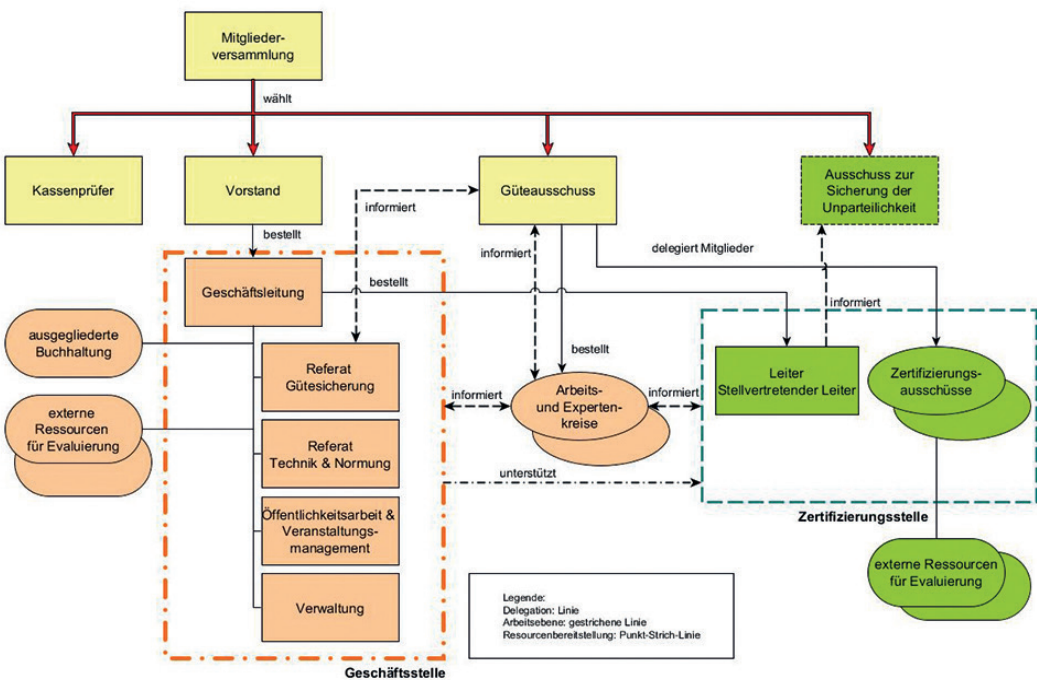 Mitglieder-
versammlung
wählt
Kassenprüfer
Vorstand
Güteausschuss
Ausschuss zur
Sicherung der
Unparteilichkeit
informiert
bestellt
informiert
delegiert Mitglieder
Geschäftsleitung
bestellt
informiert
ausgegliederte
Buchhaltung
Referat
Gütesicherung
bestellt
Leiter
Stellvertretender Leiter
Zertifizierungs-
ausschüsse
externe
Ressourcen
für Evaluierung
informiert
Arbeits-
und Experten-
kreise
informiert
Referat
Technik & Normung
unterstützt
Öffentlichkeitsarbeit &
Veranstaltungs-
management
Zertifizierungsstelle
externe Ressourcen
für Evaluierung
Verwaltung
Legende:
Delegation: Linie
Arbeitsebene: gestrichene Linie
Resourcenbereitstellung: Punkt-Strich-Linie
Geschäftsstelle